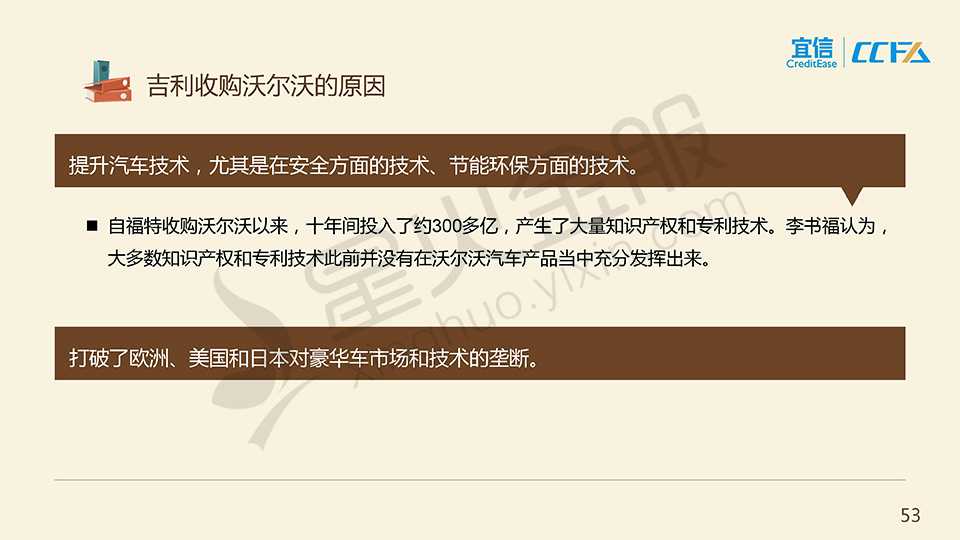 宜信 CCFA
CreditEase
吉利收购沃尔沃的原因
提升汽车技术，尤其是在安全方面的技术、节能环保方面的技术。
■ 自福特收购沃尔沃以来，十年间投入了约300多亿，产生了大量知识产权和专利技术。李书福认为，
大多数知识产权和专利技术此前并没有在沃尔沃汽车产品当中充分发挥出来。
打破了欧洲、美国和日本对豪华车市场和技术的垄断。
星火金服
xinghuo.yixin.com
53